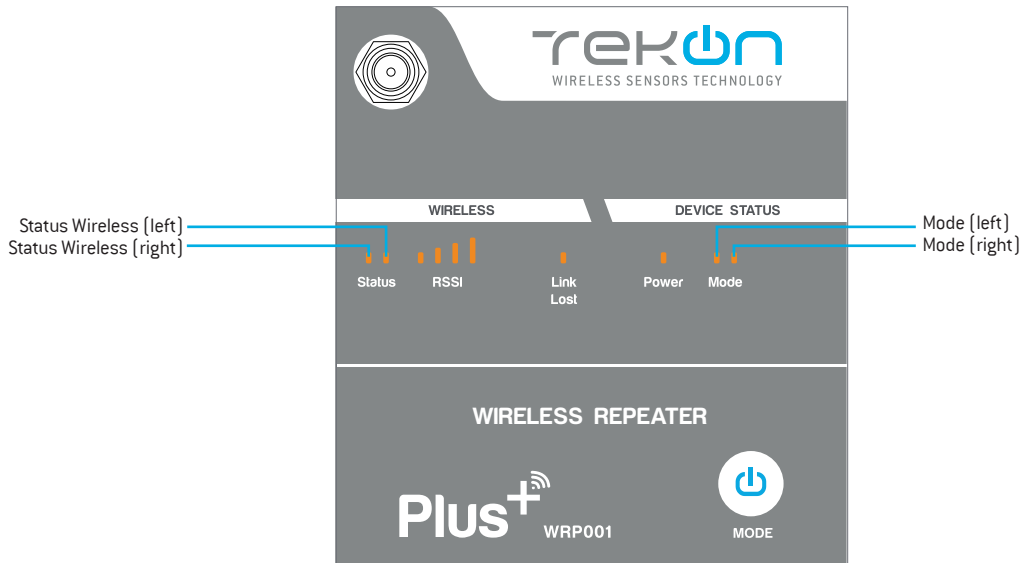 TEKON
WIRELESS SENSORS TECHNOLOGY
WIRELESS
DEVICE STATUS
Status Wireless (left)
Status Wireless (right)
Mode (left)
Mode (right)
Status
RSSI
Link
Lost
Power
Mode
WIRELESS REPEATER
Plus+
WRP001
MODE